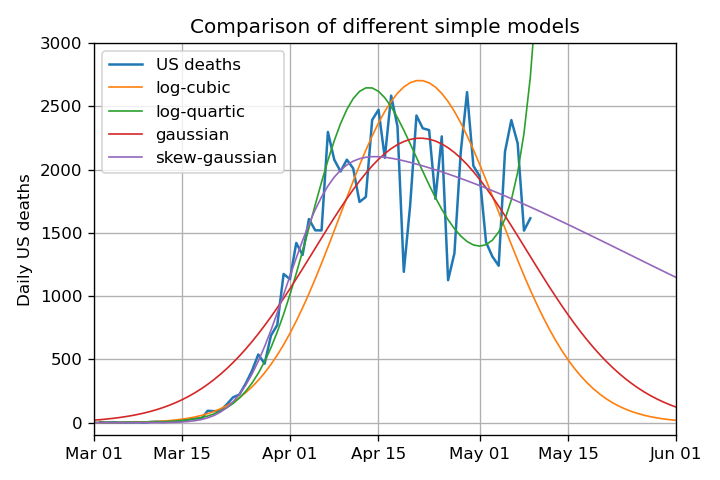 Comparison of different simple models
3000
2500
2000
1500
1000
500
0
Daily US deaths
US deaths
log-cubic
log-quartic
gaussian
skew-gaussian
Mar 01 Mar 15 Apr 01 Apr 15 May 01 May 15 Jun 01